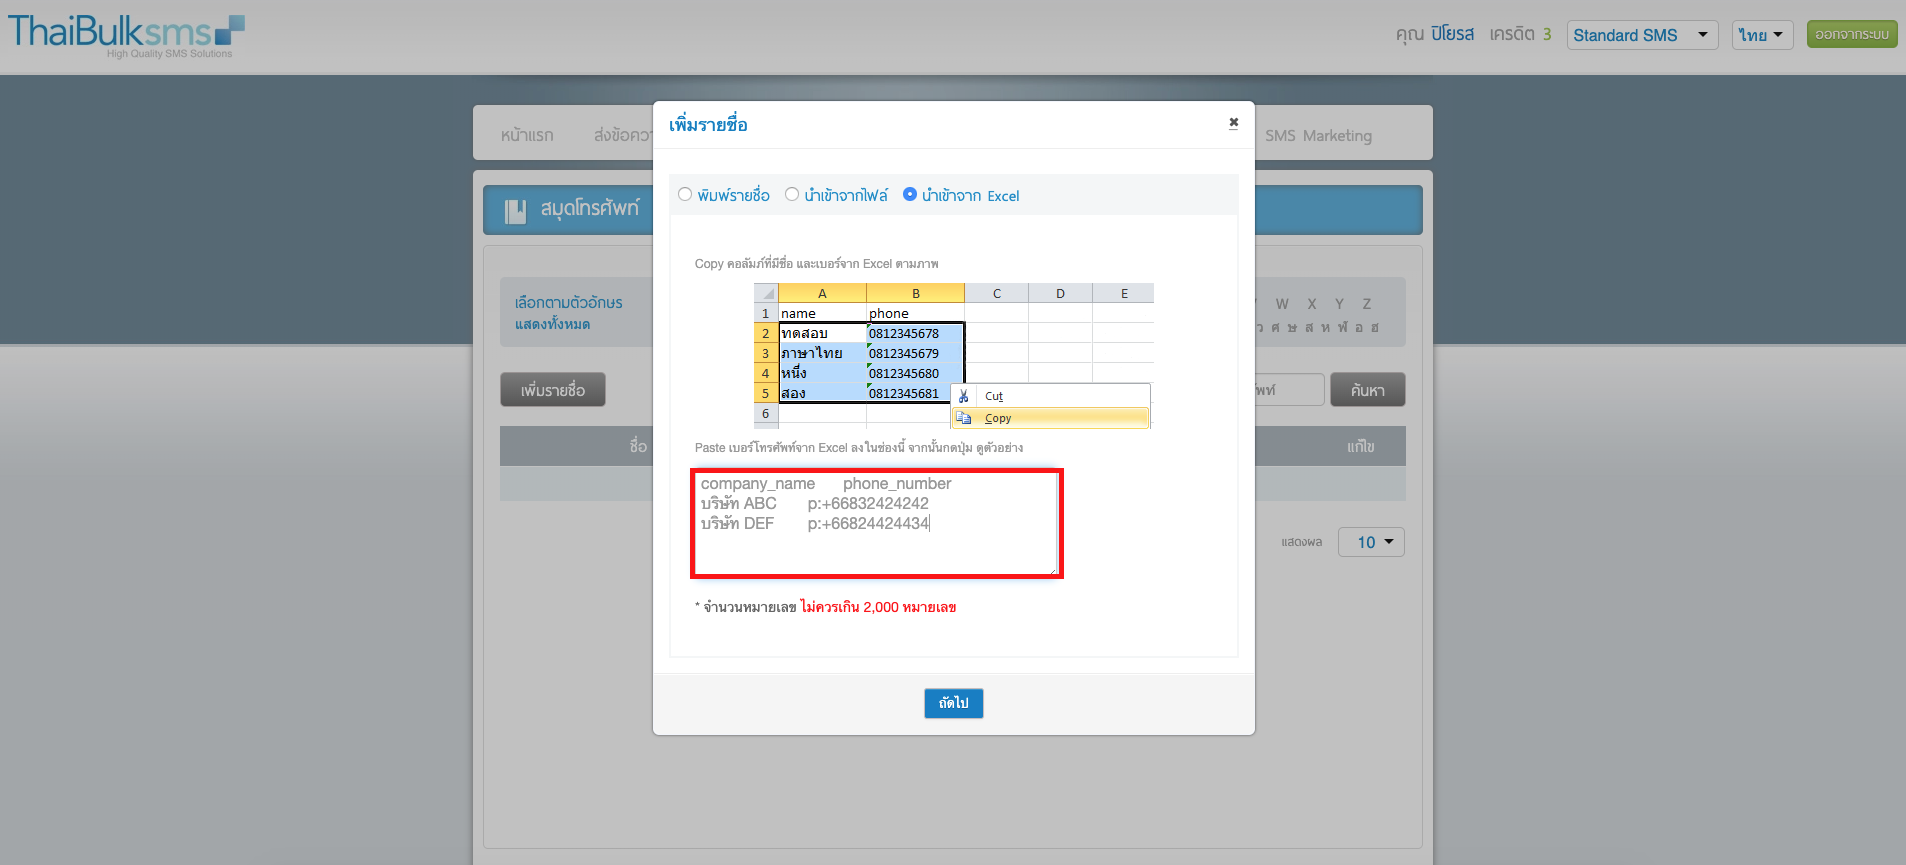 ThaiBulksms
High Quality SMS Solutions
คุณ ปิโยรส เครดิต 3 Standard SMS ไทย ออกจากระบบ
หน้าแรก ส่งข้อควา SMS Marketing
เพิ่มรายชื่อ
สมุดโทรศัพท์
พิมพ์รายชื่อ นำเข้าจากไฟล์ นำเข้าจาก Excel
เลือกตามตัวอักษร
แสดงทั้งหมด
W X Y Z
ว ศ ษ ส ห ฬ อ ฮ
Copy คอลัมภ์ที่มีชื่อ และเบอร์จาก Excel ตามภาพ
A B C D E
1 name phone
2 ทดสอบ 0812345678
3 ภาษาไทย 0812345679
4 หนึ่ง 0812345680
5 สอง 0812345681
6
Cut
Copy
เพิ่มรายชื่อ ค้นหา
ชื่อ แก้ไข
Paste เบอร์โทรศัพท์จาก Excel ลงในช่องนี้ จากนั้นกดปุ่ม ดูตัวอย่าง
company_name phone_number
บริษัท ABC p:+66832424242
บริษัท DEF p:+66824424434
แสดงผล 10
* จำนวนหมายเลข ไม่ควรเกิน 2,000 หมายเลข
ถัดไป